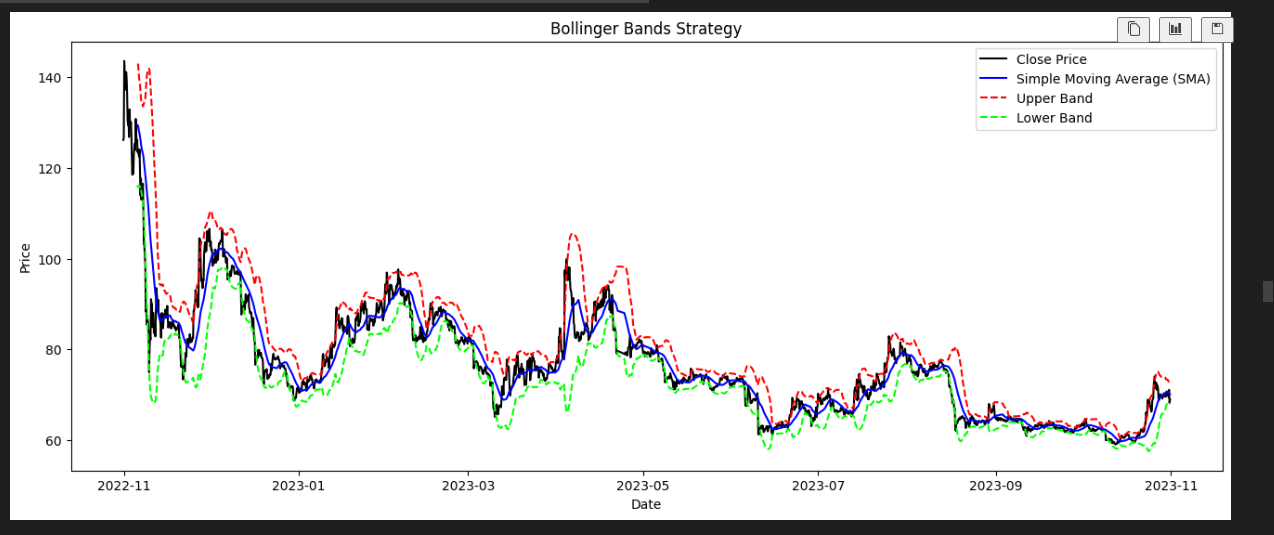 Bollinger Bands Strategy
Close Price
Simple Moving Average (SMA)
Upper Band
Lower Band
Price
140
120
100
80
60
2022-11
2023-01
2023-03
2023-05
2023-07
2023-09
2023-11
Date